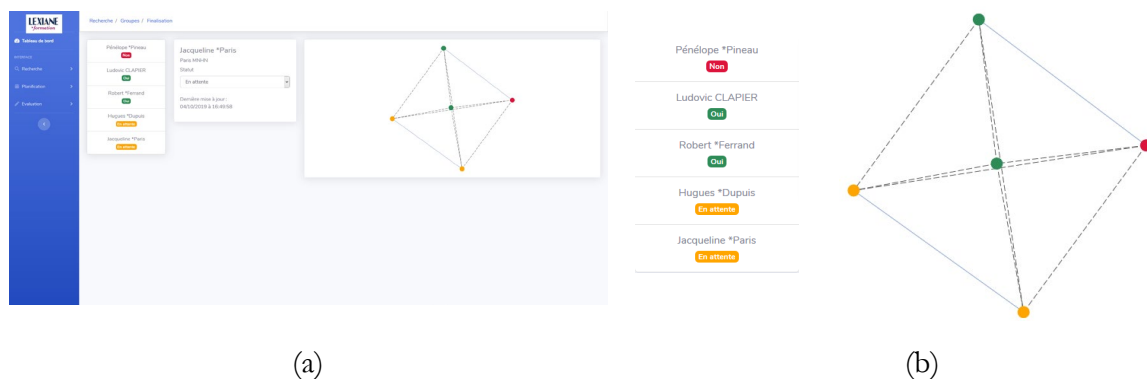 LEXIANE
*formation
Tableau de bord
Recherche
Planification
Evaluation
Recherche / Groupes / Finalisation
Pénélope *Pineau
Non
Ludovic CLAPIER
Oui
Robert *Ferrand
Oui
Hugues *Dupuis
En attente
Jacqueline *Paris
En attente
Jacqueline *Paris
Statut
En attente
Dernière mise à jour :
Pénélope *Pineau
Non
Ludovic CLAPIER
Oui
Robert *Ferrand
Oui
Hugues *Dupuis
En attente
Jacqueline *Paris
En attente
(a)
(b)